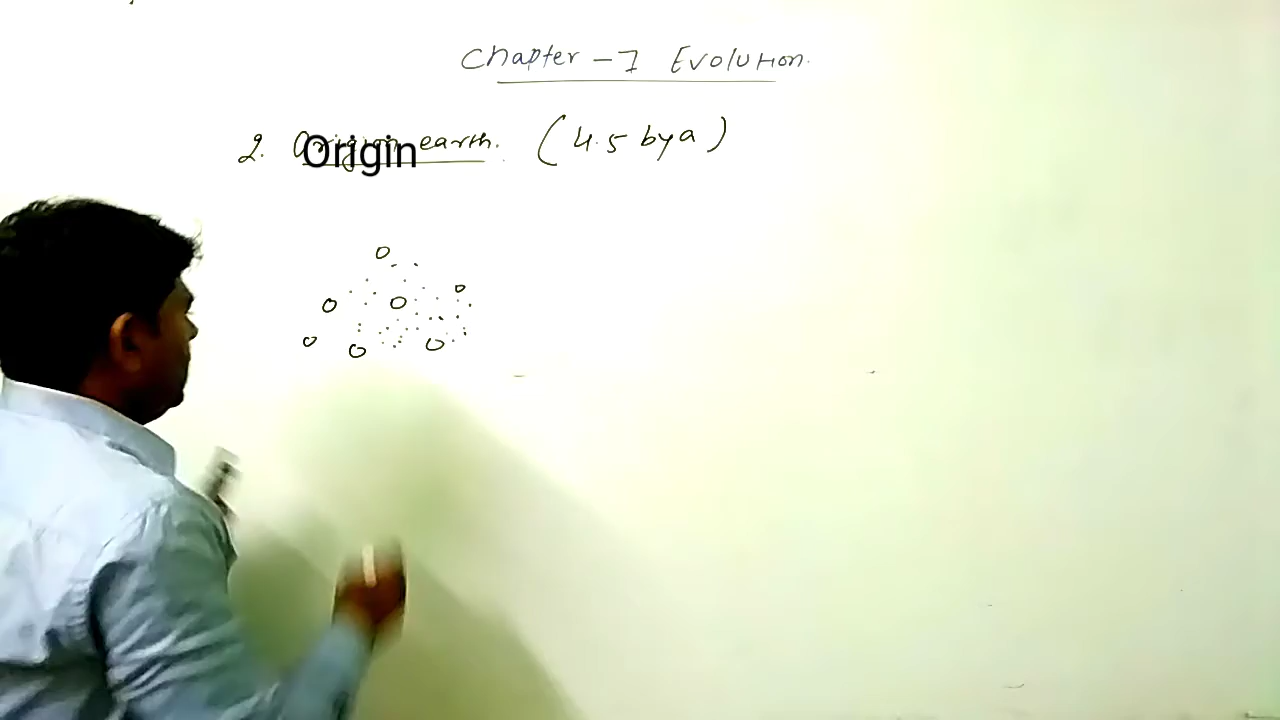 Chapter - 7 Evolution.
2. Origin earth. (4.5 bya)